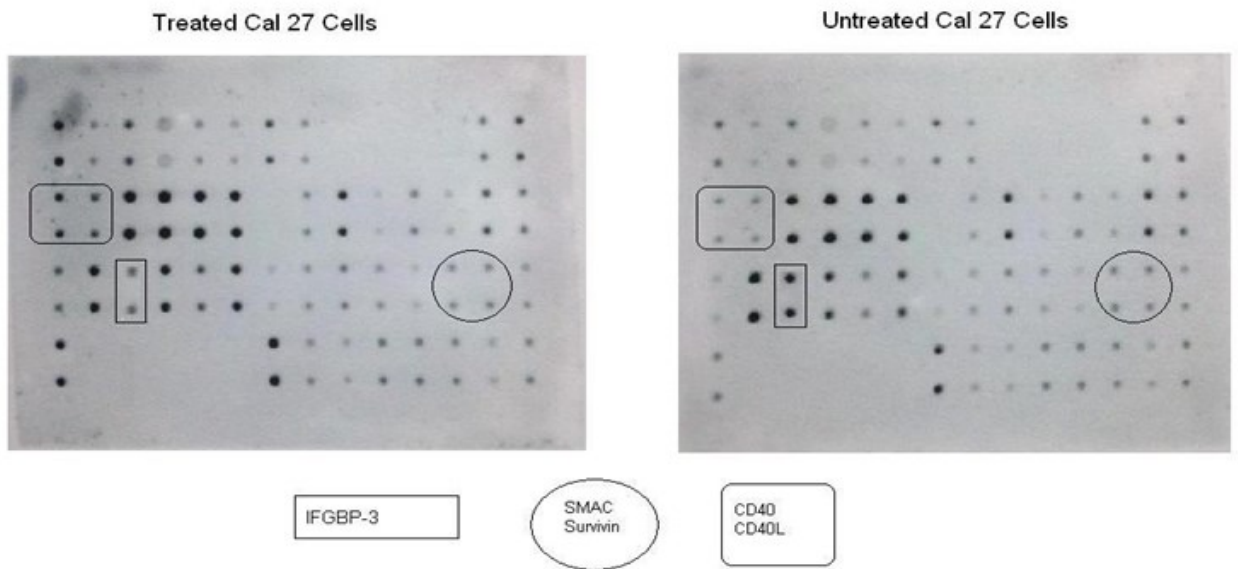 Treated Cal 27 Cells
Untreated Cal 27 Cells
IFGBP-3
SMAC
Survivin
CD40
CD40L